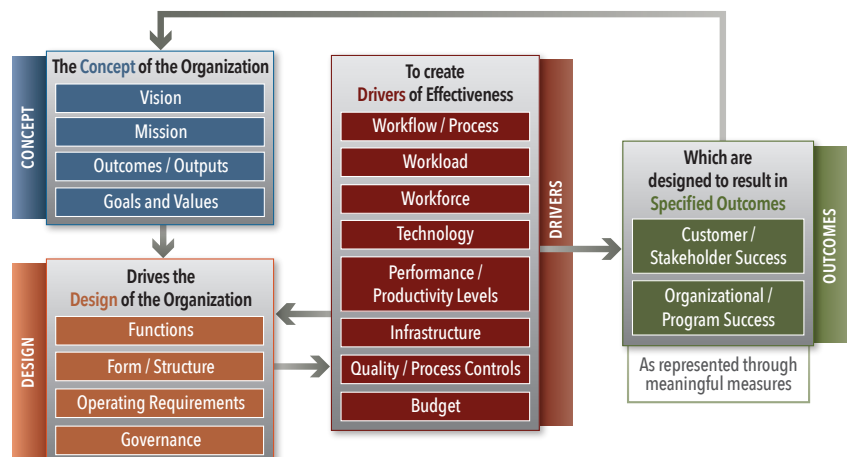 CONCEPT
The Concept of the Organization
Vision
Mission
Outcomes / Outputs
Goals and Values
DESIGN
Drives the
Design of the Organization
Functions
Form / Structure
Operating Requirements
Governance
To create
Drivers of Effectiveness
Workflow / Process
Workload
Workforce
Technology
Performance /
Productivity Levels
Infrastructure
Quality / Process Controls
Budget
DRIVERS
Which are
designed to result in
Specified Outcomes
Customer /
Stakeholder Success
Organizational /
Program Success
OUTCOMES
As represented through
meaningful measures